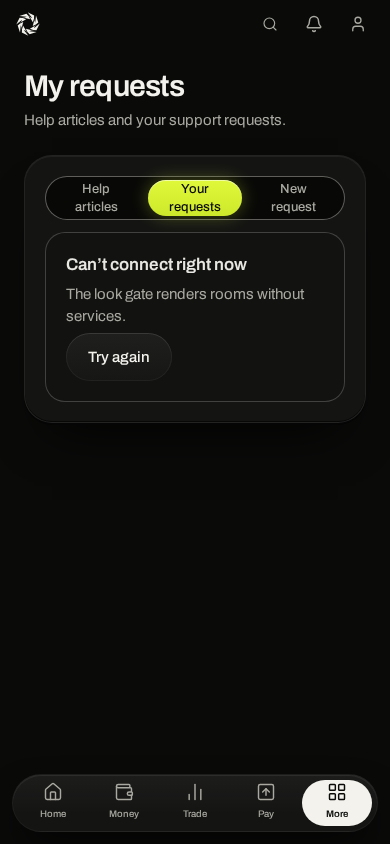 My requests
Help articles and your support requests.
Help
articles
Your
requests
New
request
Can’t connect right now
The look gate renders rooms without
services.
Try again
Home
Money
Trade
Pay
More